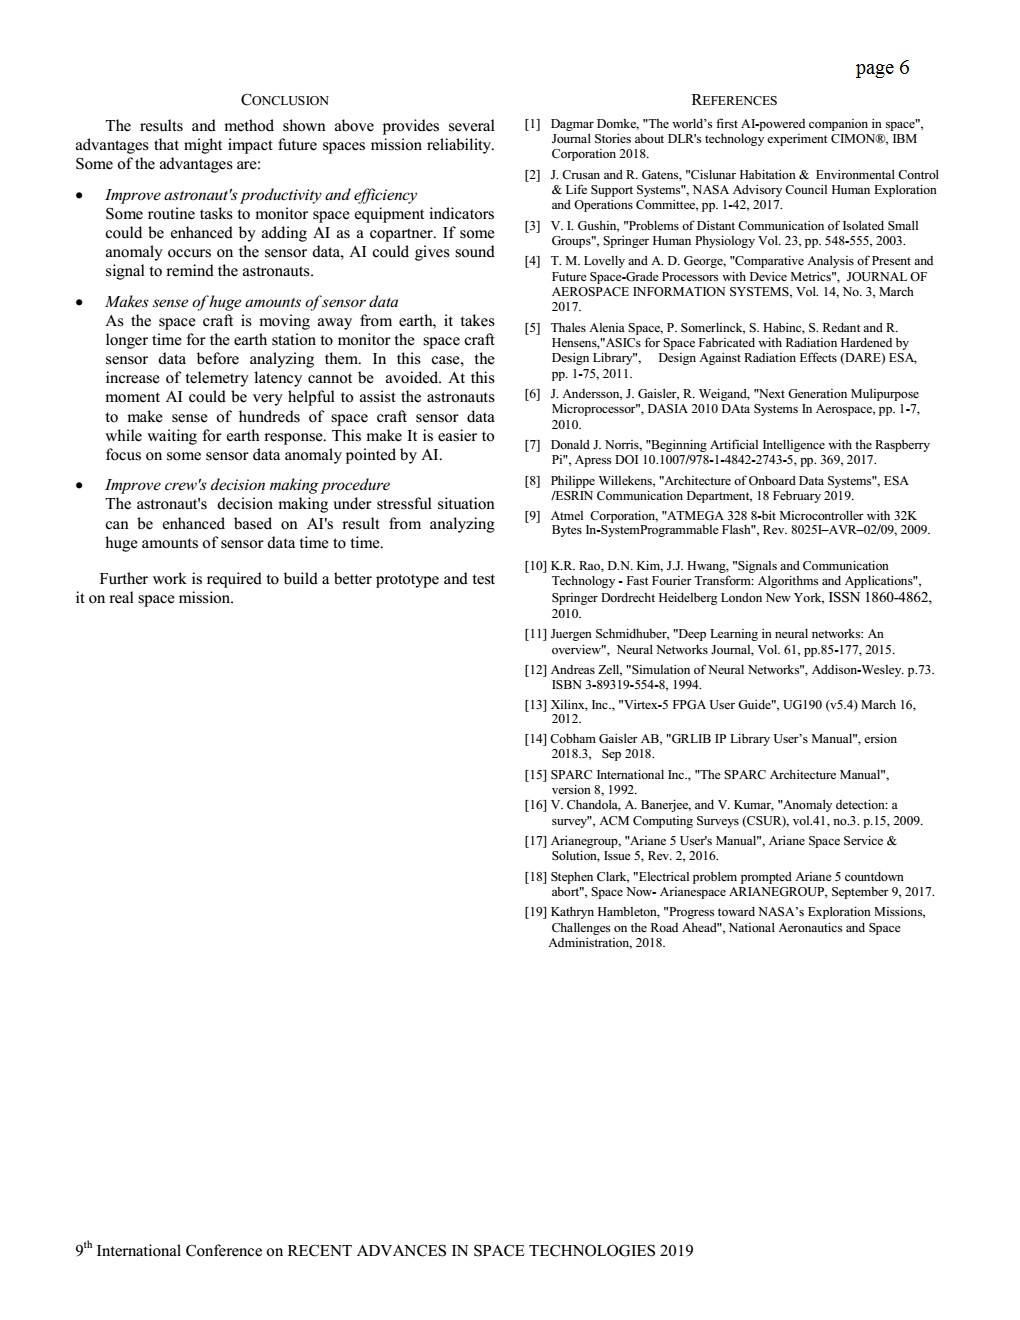 page 6
CONCLUSION
The results and method shown above provides several
advantages that might impact future spaces mission reliability.
Some of the advantages are:
• Improve astronaut's productivity and efficiency
Some routine tasks to monitor space equipment indicators
could be enhanced by adding AI as a copartner. If some
anomaly occurs on the sensor data, AI could gives sound
signal to remind the astronauts.
• Makes sense of huge amounts of sensor data
As the space craft is moving away from earth, it takes
longer time for the earth station to monitor the space craft
sensor data before analyzing them. In this case, the
increase of telemetry latency cannot be avoided. At this
moment AI could be very helpful to assist the astronauts
to make sense of hundreds of space craft sensor data
while waiting for earth response. This make It is easier to
focus on some sensor data anomaly pointed by AI.
• Improve crew's decision making procedure
The astronaut's decision making under stressful situation
can be enhanced based on AI's result from analyzing
huge amounts of sensor data time to time.
Further work is required to build a better prototype and test
it on real space mission.
REFERENCES
[1] Dagmar Domke, "The world’s first AI-powered companion in space",
Journal Stories about DLR's technology experiment CIMON®, IBM
Corporation 2018.
[2] J. Crusan and R. Gatens, "Cislunar Habitation & Environmental Control
& Life Support Systems", NASA Advisory Council Human Exploration
and Operations Committee, pp. 1-42, 2017.
[3] V. I. Gushin, "Problems of Distant Communication of Isolated Small
Groups", Springer Human Physiology Vol. 23, pp. 548-555, 2003.
[4] T. M. Lovelly and A. D. George, "Comparative Analysis of Present and
Future Space-Grade Processors with Device Metrics", JOURNAL OF
AEROSPACE INFORMATION SYSTEMS, Vol. 14, No. 3, March
2017.
[5] Thales Alenia Space, P. Somerlinck, S. Habinc, S. Redant and R.
Hensens,"ASICs for Space Fabricated with Radiation Hardened by
Design Library", Design Against Radiation Effects (DARE) ESA,
pp. 1-75, 2011.
[6] J. Andersson, J. Gaisler, R. Weigand, "Next Generation Mulipurpose
Microprocessor", DASIA 2010 DAta Systems In Aerospace, pp. 1-7,
2010.
[7] Donald J. Norris, "Beginning Artificial Intelligence with the Raspberry
Pi", Apress DOI 10.1007/978-1-4842-2743-5, pp. 369, 2017.
[8] Philippe Willekens, "Architecture of Onboard Data Systems", ESA
/ESRIN Communication Department, 18 February 2019.
[9] Atmel Corporation, "ATMEGA 328 8-bit Microcontroller with 32K
Bytes In-SystemProgrammable Flash", Rev. 8025I–AVR–02/09, 2009.
[10] K.R. Rao, D.N. Kim, J.J. Hwang, "Signals and Communication
Technology - Fast Fourier Transform: Algorithms and Applications",
Springer Dordrecht Heidelberg London New York, ISSN 1860-4862,
2010.
[11] Juergen Schmidhuber, "Deep Learning in neural networks: An
overview", Neural Networks Journal, Vol. 61, pp.85-177, 2015.
[12] Andreas Zell, "Simulation of Neural Networks", Addison-Wesley. p.73.
ISBN 3-89319-554-8, 1994.
[13] Xilinx, Inc., "Virtex-5 FPGA User Guide", UG190 (v5.4) March 16,
2012.
[14] Cobham Gaisler AB, "GRLIB IP Library User’s Manual", ersion
2018.3, Sep 2018.
[15] SPARC International Inc., "The SPARC Architecture Manual",
version 8, 1992.
[16] V. Chandola, A. Banerjee, and V. Kumar, "Anomaly detection: a
survey", ACM Computing Surveys (CSUR), vol.41, no.3. p.15, 2009.
[17] Arianegroup, "Ariane 5 User's Manual", Ariane Space Service &
Solution, Issue 5, Rev. 2, 2016.
[18] Stephen Clark, "Electrical problem prompted Ariane 5 countdown
abort", Space Now- Arianespace ARIANEGROUP, September 9, 2017.
[19] Kathryn Hambleton, "Progress toward NASA’s Exploration Missions,
Challenges on the Road Ahead", National Aeronautics and Space
Administration, 2018.
9th International Conference on RECENT ADVANCES IN SPACE TECHNOLOGIES 2019